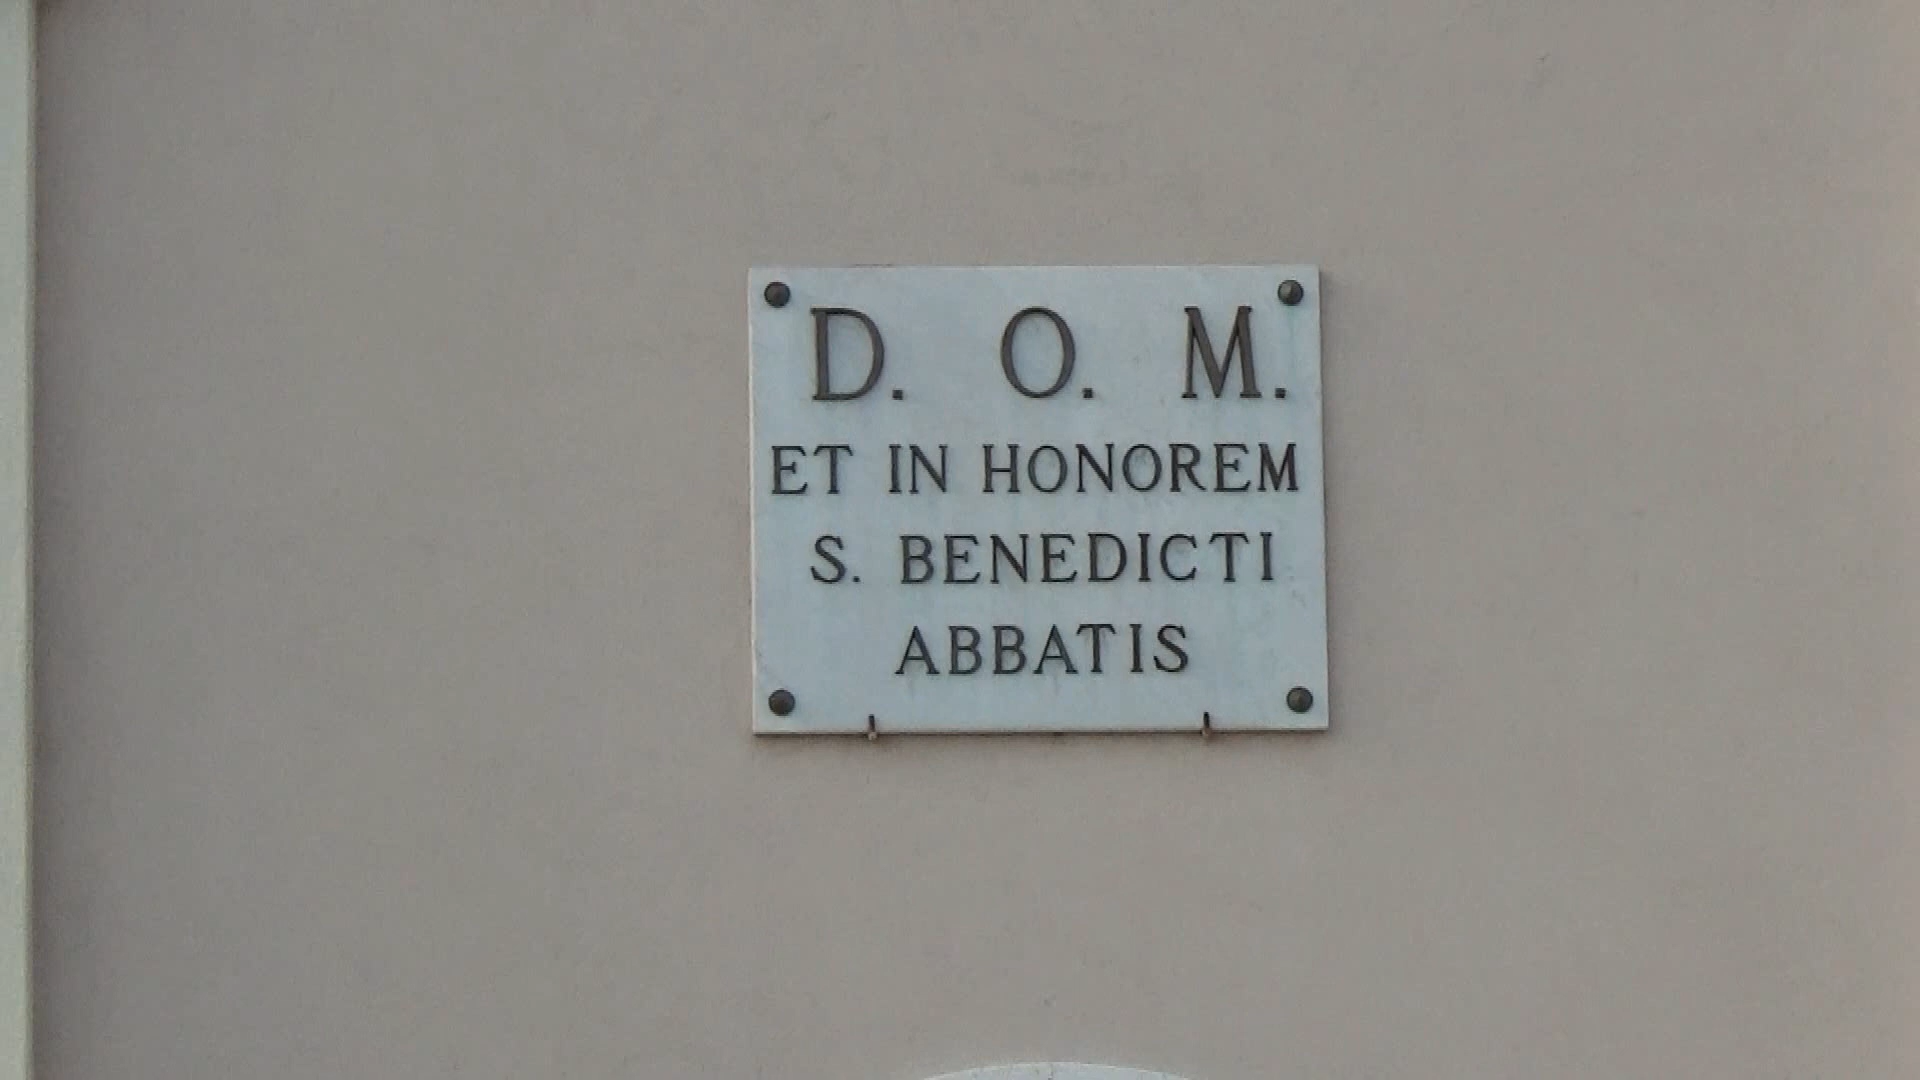 D. O. M.
ET IN HONOREM
S. BENEDICTI
ABBATIS